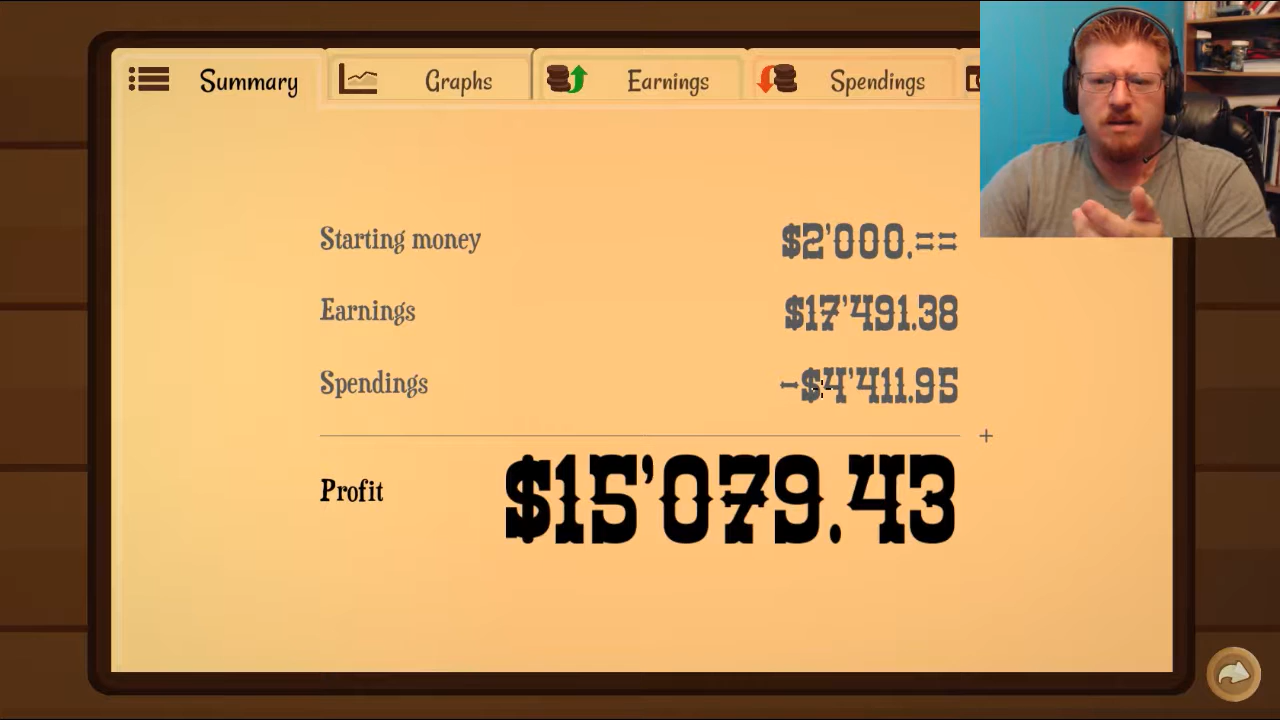 Summary Graphs Earnings Spendings
Starting money $2'000.==
Earnings $17'491.38
Spendings -$4'411.95
+
Profit $15'079.43